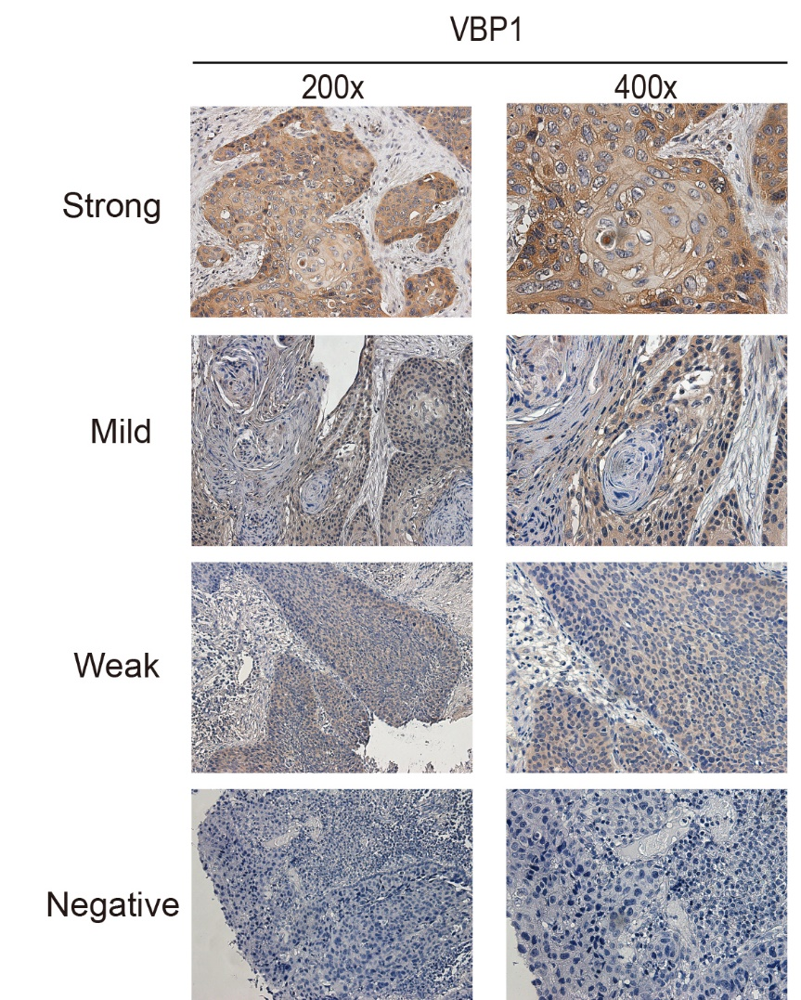 VBP1
200x 400x
Strong
Mild
Weak
Negative